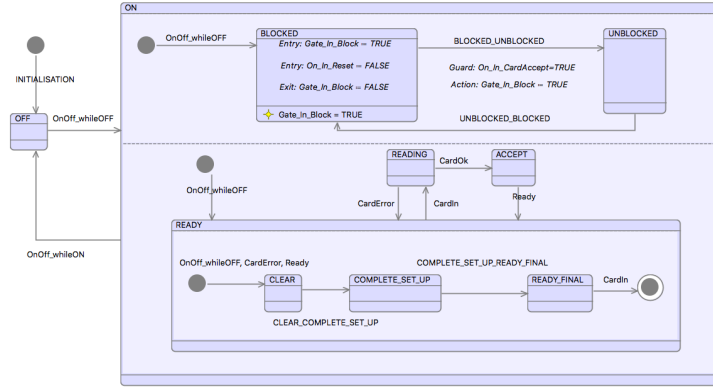 ON
OnOff_whileOFF
BLOCKED
Entry: Gate_In_Block = TRUE
Entry: On_In_Reset = FALSE
Exit: Gate_In_Block = FALSE
Gate_In_Block = TRUE
BLOCKED_UNBLOCKED
Guard: On_In_CardAccept=TRUE
Action: Gate_In_Block = TRUE
UNBLOCKED_BLOCKED
UNBLOCKED
INITIALISATION
OFF
OnOff_whileOFF
OnOff_whileON
OnOff_whileOFF
READING
CardOk
ACCEPT
CardError
CardIn
Ready
READY
OnOff_whileOFF, CardError, Ready
CLEAR
CLEAR_COMPLETE_SET_UP
COMPLETE_SET_UP
COMPLETE_SET_UP_READY_FINAL
READY_FINAL
CardIn